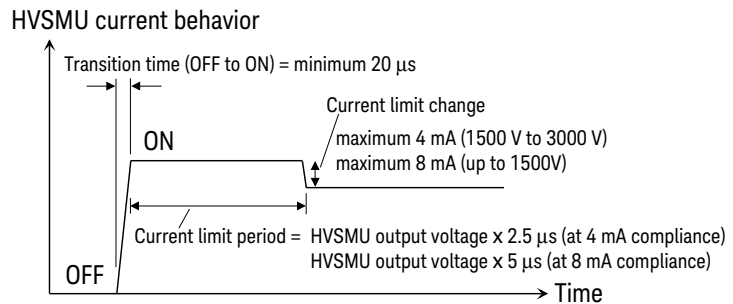 HVSMU current behavior
Transition time (OFF to ON) = minimum 20 μs
Current limit change
ON
maximum 4 mA (1500 V to 3000 V)
maximum 8 mA (up to 1500V)
Current limit period = HVSMU output voltage x 2.5 μs (at 4 mA compliance)
HVSMU output voltage x 5 μs (at 8 mA compliance)
OFF
Time